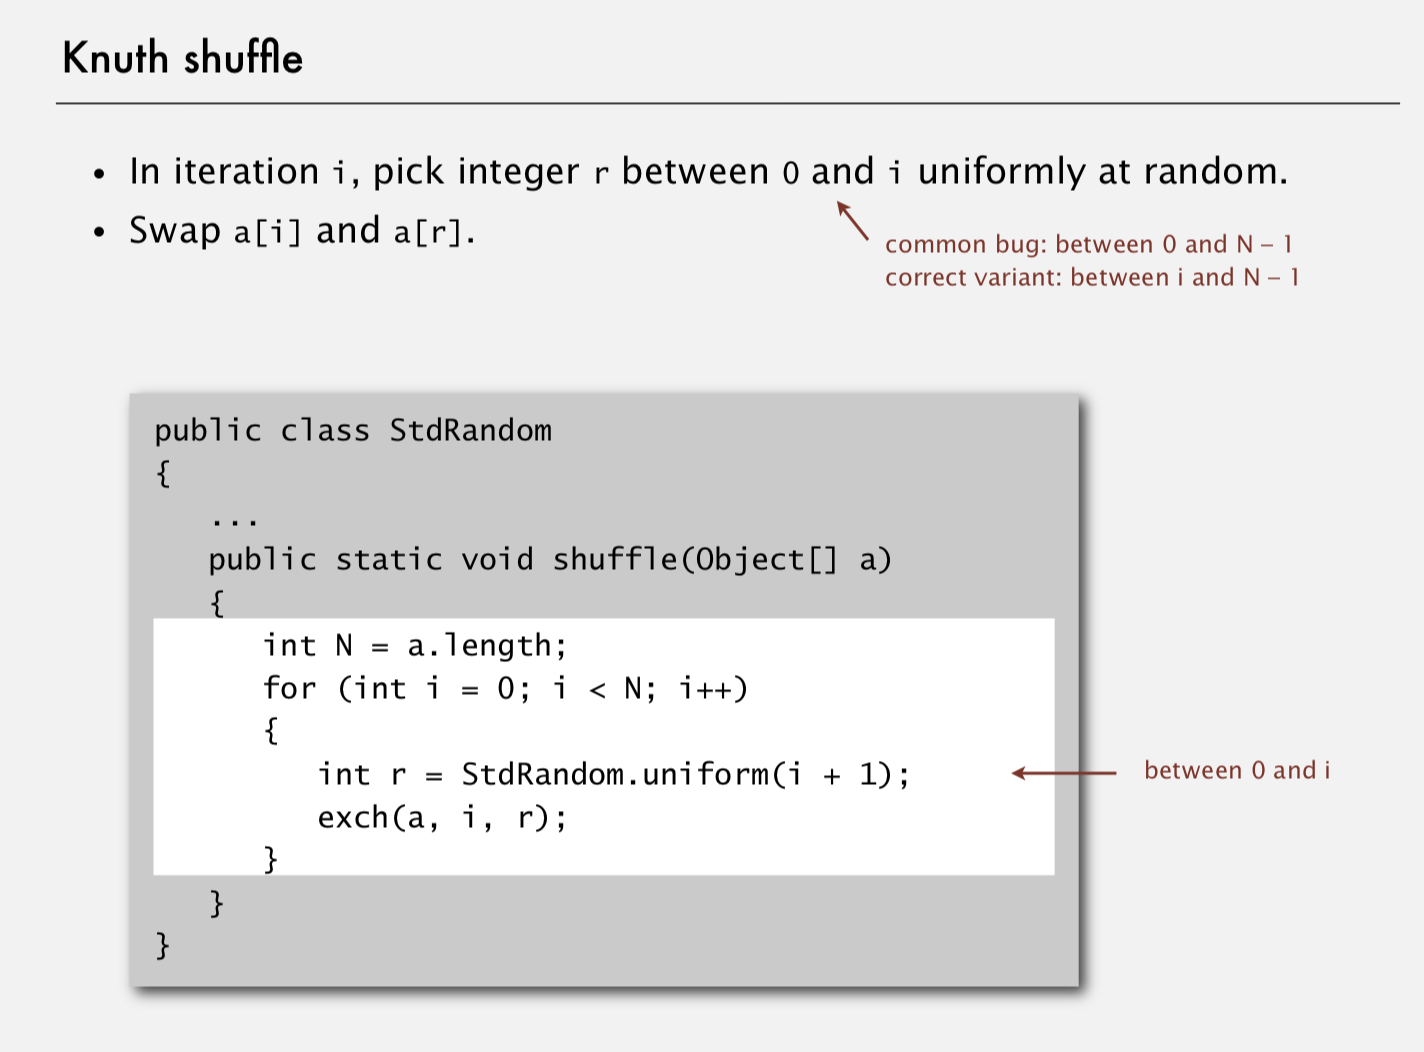 Knuth shuffle
• In iteration i, pick integer r between 0 and i uniformly at random.
• Swap a[i] and a[r].
common bug: between 0 and N – 1
correct variant: between i and N – 1
public class StdRandom
{
   ...
   public static void shuffle(Object[] a)
   {
      int N = a.length;
      for (int i = 0; i < N; i++)
      {
         int r = StdRandom.uniform(i + 1);
between 0 and i
         exch(a, i, r);
      }
   }
}